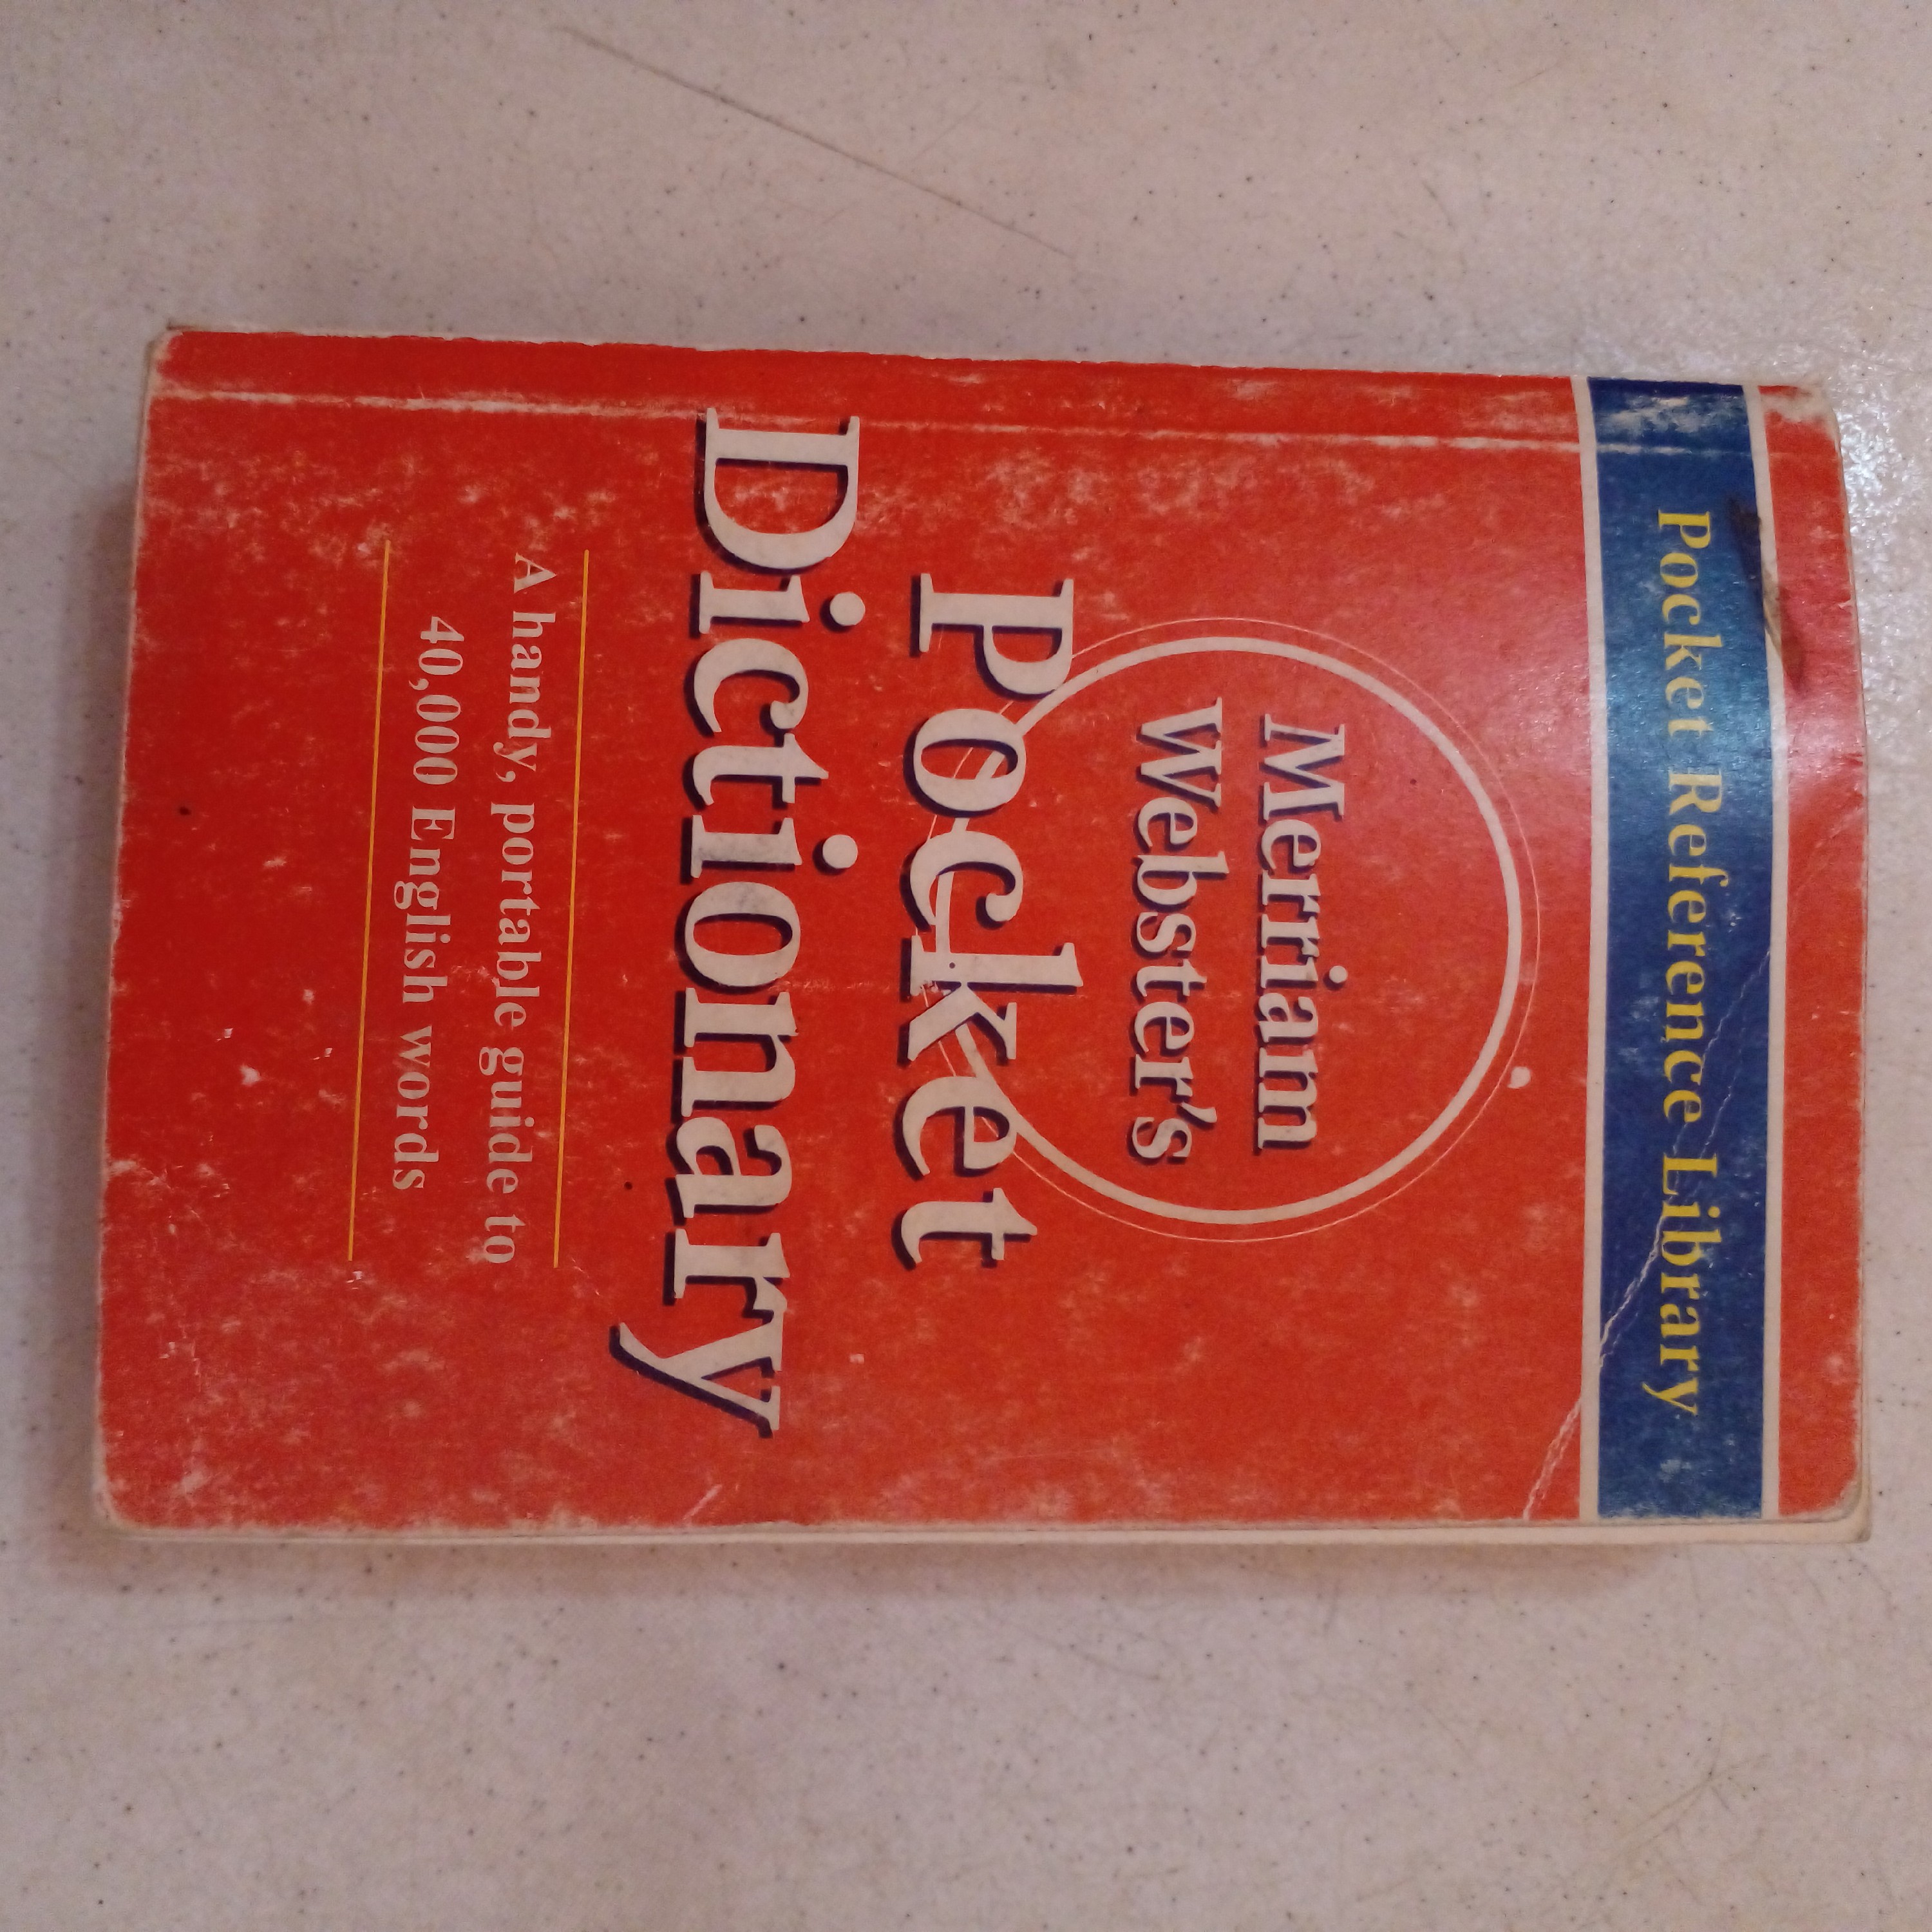 Pocket Reference Library
Merriam
Webster's
Pocket
Dictionary
A handy, portable guide to
40,000 English words